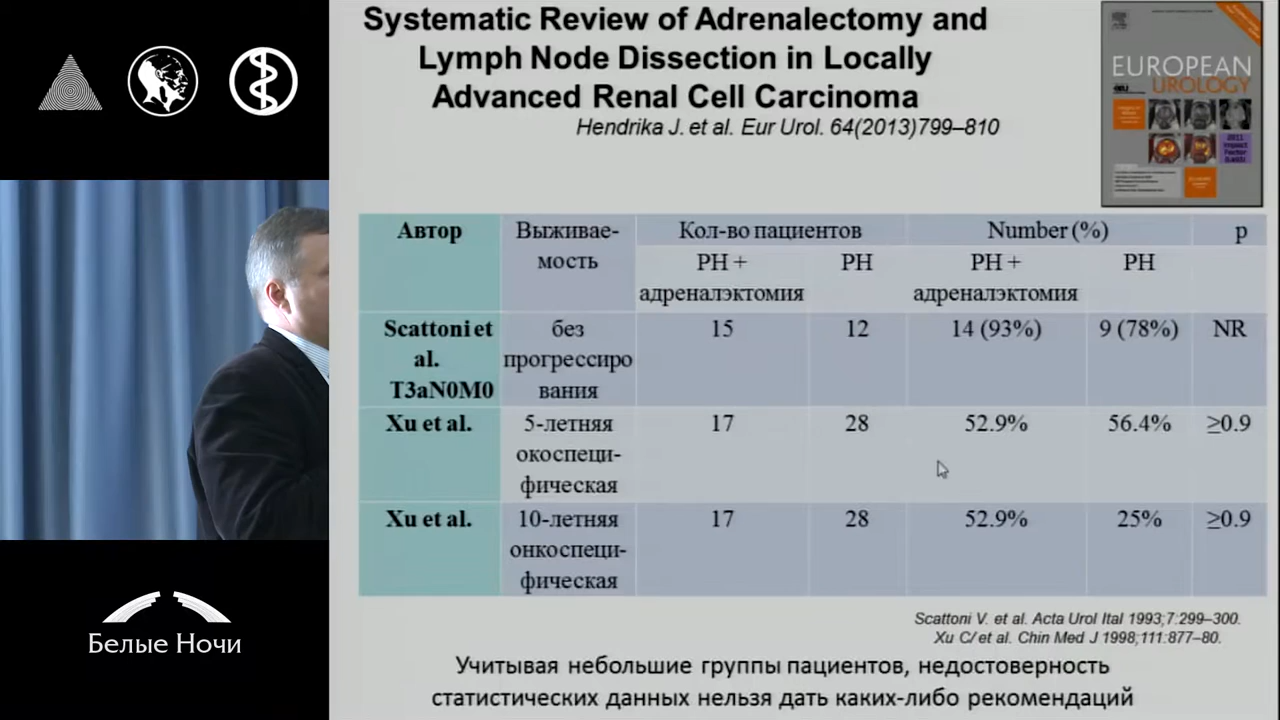 Systematic Review of Adrenalectomy and
Lymph Node Dissection in Locally
Advanced Renal Cell Carcinoma
Hendrika J. et al. Eur Urol. 64(2013)799–810
EUROPEAN
UROLOGY
Автор
Выживае-
мость
Кол-во пациентов
Number (%)
p
РН +
адреналэктомия
РН
РН +
адреналэктомия
РН
Scattoni et
al.
T3aN0M0
без
прогрессиро
вания
15
12
14 (93%)
9 (78%)
NR
Xu et al.
5-летняя
окоспеци-
фическая
17
28
52.9%
56.4%
≥0.9
Xu et al.
10-летняя
онкоспеци-
фическая
17
28
52.9%
25%
≥0.9
Scattoni V. et al. Acta Urol Ital 1993;7:299–300.
Xu C/ et al. Chin Med J 1998;111:877–80.
Учитывая небольшие группы пациентов, недостоверность
статистических данных нельзя дать каких-либо рекомендаций
Белые Ночи